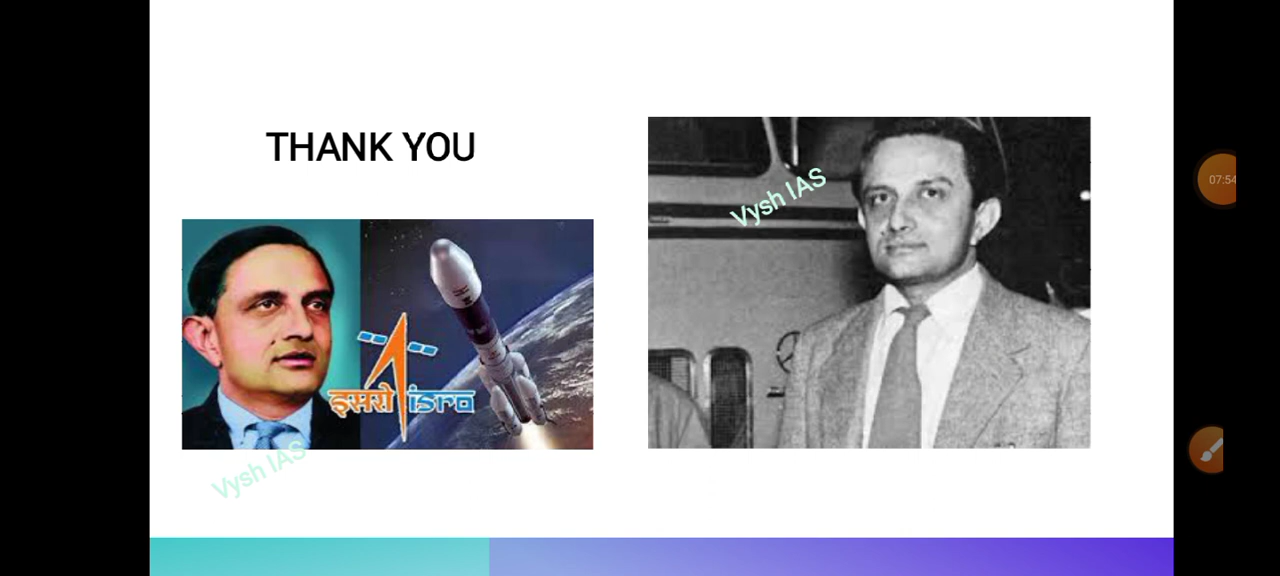 THANK YOU
Vysh IAS
इसरो isro
Vysh IAS
07:54